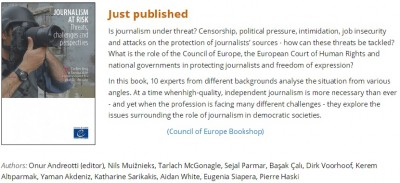 JOURNALISM
AT RISK
Threats,
challenges and
perspectives
Just published
Is journalism under threat? Censorship, political pressure, intimidation, job insecurity
and attacks on the protection of journalists' sources - how can these threats be tackled?
What is the role of the Council of Europe, the European Court of Human Rights and
national governments in protecting journalists and freedom of expression?
In this book, 10 experts from different backgrounds analyse the situation from various
angles. At a time whenhigh-quality, independent journalism is more necessary than ever
- and yet when the profession is facing many different challenges - they explore the
issues surrounding the role of journalism in democratic societies.
(Council of Europe Bookshop)
Authors: Onur Andreotti (editor), Nils Muižnieks, Tarlach McGonagle, Sejal Parmar, Başak Çalı, Dirk Voorhoof, Kerem
Altıparmak, Yaman Akdeniz, Katharine Sarikakis, Aidan White, Eugenia Siapera, Pierre Haski